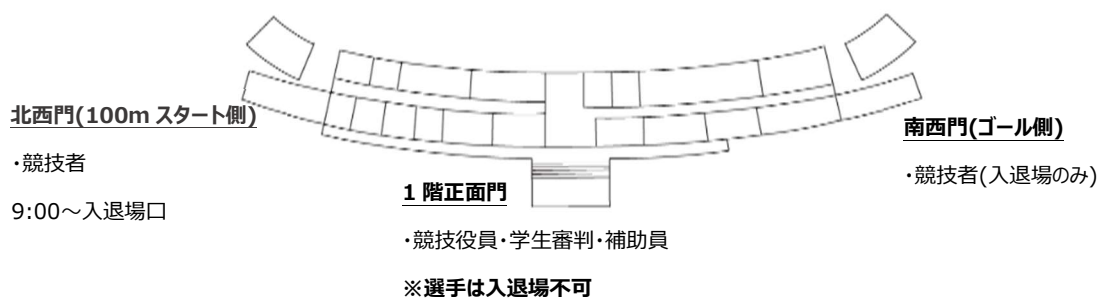 北西門(100m スタート側)
・競技者
9:00～入退場口
1 階正面門
・競技役員・学生審判・補助員
※選手は入退場不可
南西門(ゴール側)
・競技者(入退場のみ)